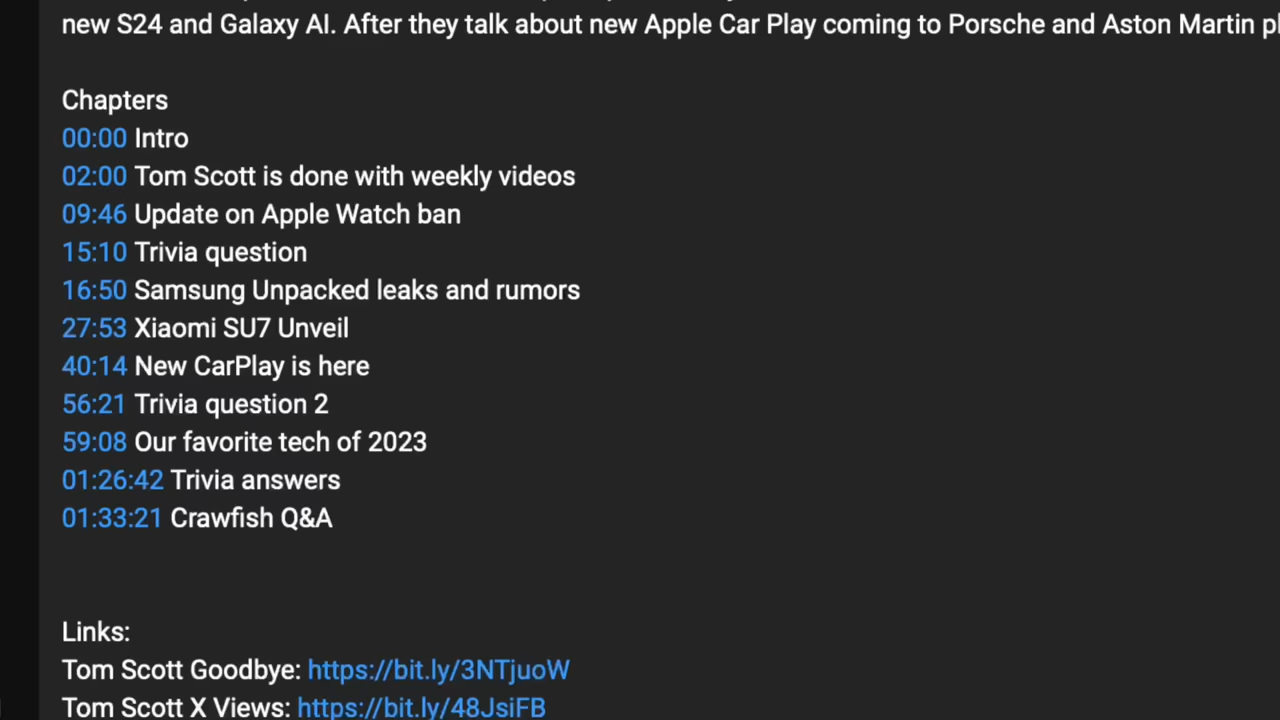 new S24 and Galaxy AI. After they talk about new Apple Car Play coming to Porsche and Aston Martin
Chapters
00:00 Intro
02:00 Tom Scott is done with weekly videos
09:46 Update on Apple Watch ban
15:10 Trivia question
16:50 Samsung Unpacked leaks and rumors
27:53 Xiaomi SU7 Unveil
40:14 New CarPlay is here
56:21 Trivia question 2
59:08 Our favorite tech of 2023
01:26:42 Trivia answers
01:33:21 Crawfish Q&A
Links:
Tom Scott Goodbye: https://bit.ly/3NTjuoW
Tom Scott X Views: https://bit.ly/48JsiFB